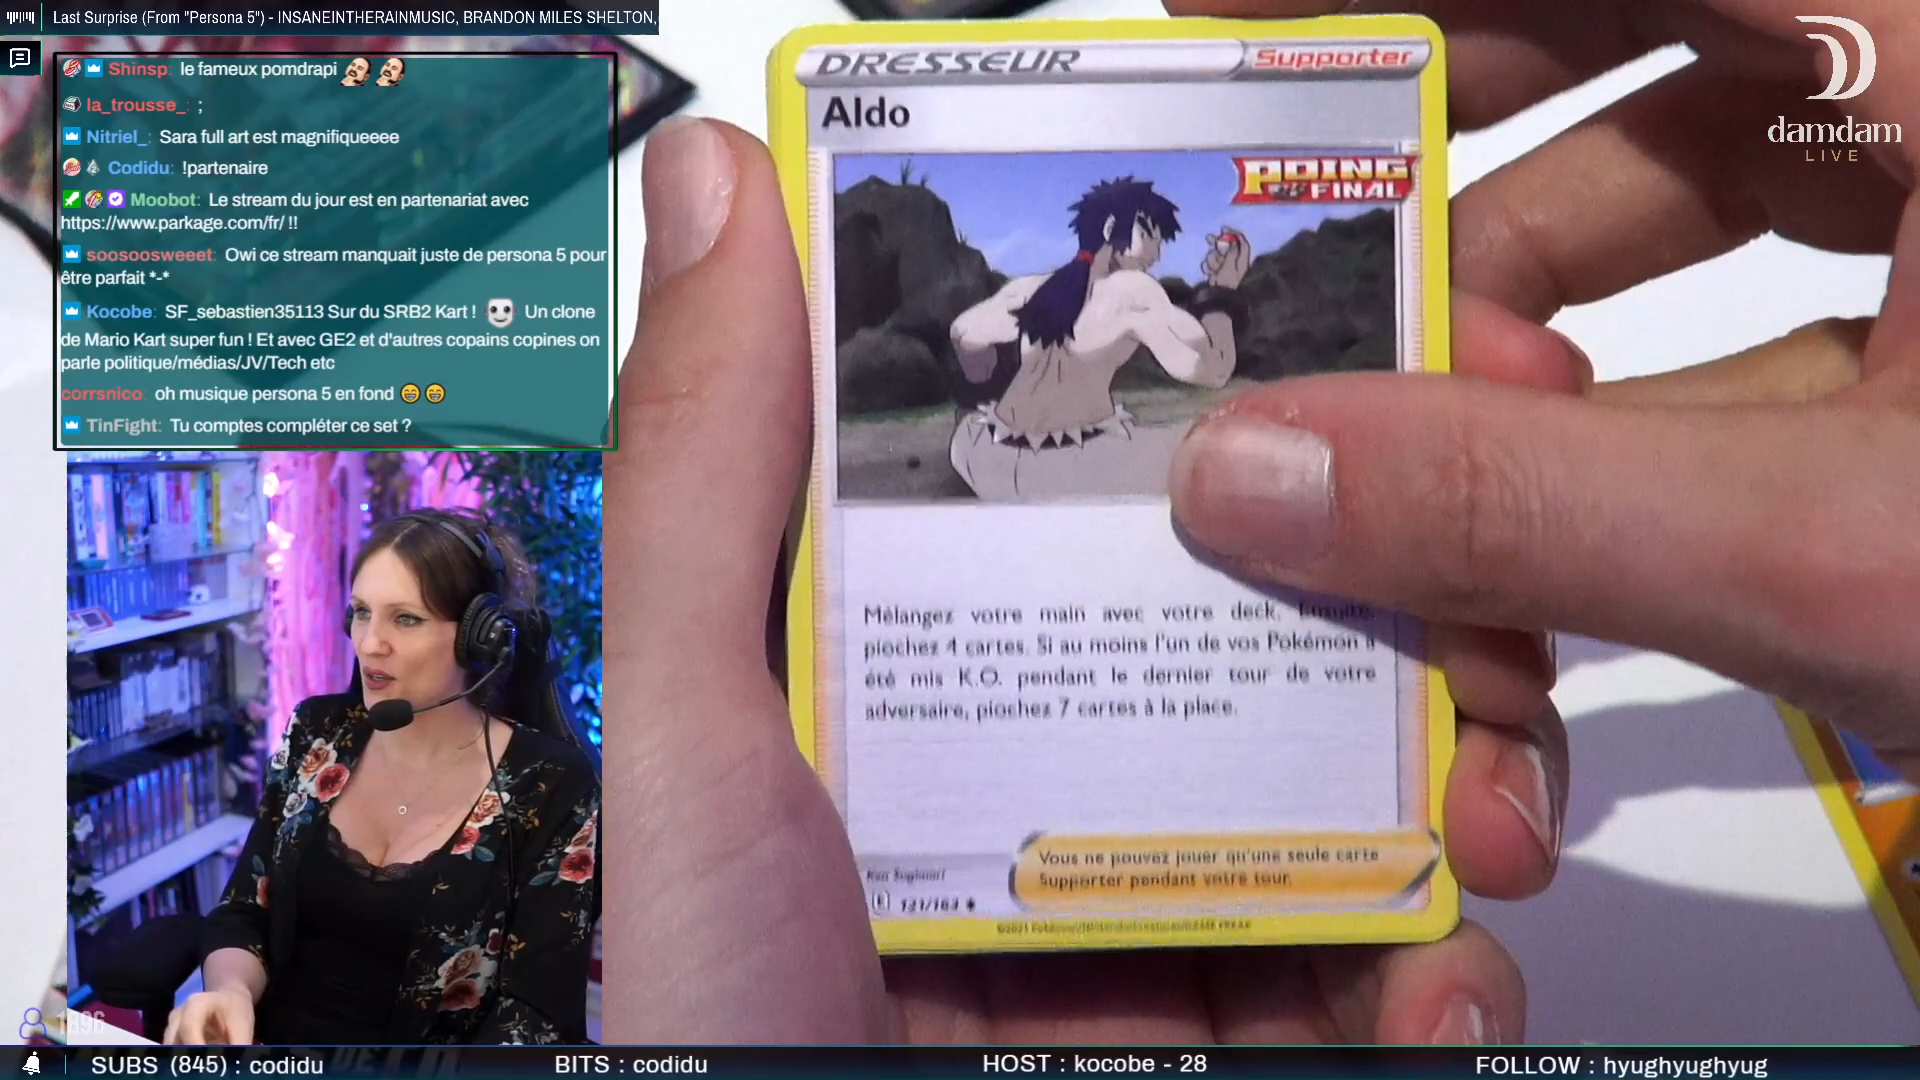 Last Surprise (From "Persona 5") - INSANEINTHERAINMUSIC, BRANDON MILES SHELTON,
Shinsp: le fameux pomdrapi
la_trousse_: ;
Nitriel_: Sara full art est magnifiqueeee
Codidu: !partenaire
Moobot: Le stream du jour est en partenariat avec
https://www.parkage.com/fr/ !!
soosoosweeet: Owi ce stream manquait juste de persona 5 pour
être parfait *-*
Kocobe: SF_sebastien35113 Sur du SRB2 Kart ! Un clone
de Mario Kart super fun ! Et avec GE2 et d'autres copains copines on
parle politique/médias/JV/Tech etc
corrsnico: oh musique persona 5 en fond
TinFight: Tu comptes compléter ce set ?
DRESSEUR Supporter
Aldo
POING
FINAL
Mélangez votre main avec votre deck. Ensuite,
piochez 4 cartes. Si au moins l'un de vos Pokémon a
été mis K.O. pendant le dernier tour de votre
adversaire, piochez 7 cartes à la place.
Vous ne pouvez jouer qu'une seule carte
Supporter pendant votre tour.
Ken Sugimori
E 121/163
damdam
LIVE
1896
SUBS (845) : codidu
BITS : codidu
HOST : kocobe - 28
FOLLOW : hyughyughyug